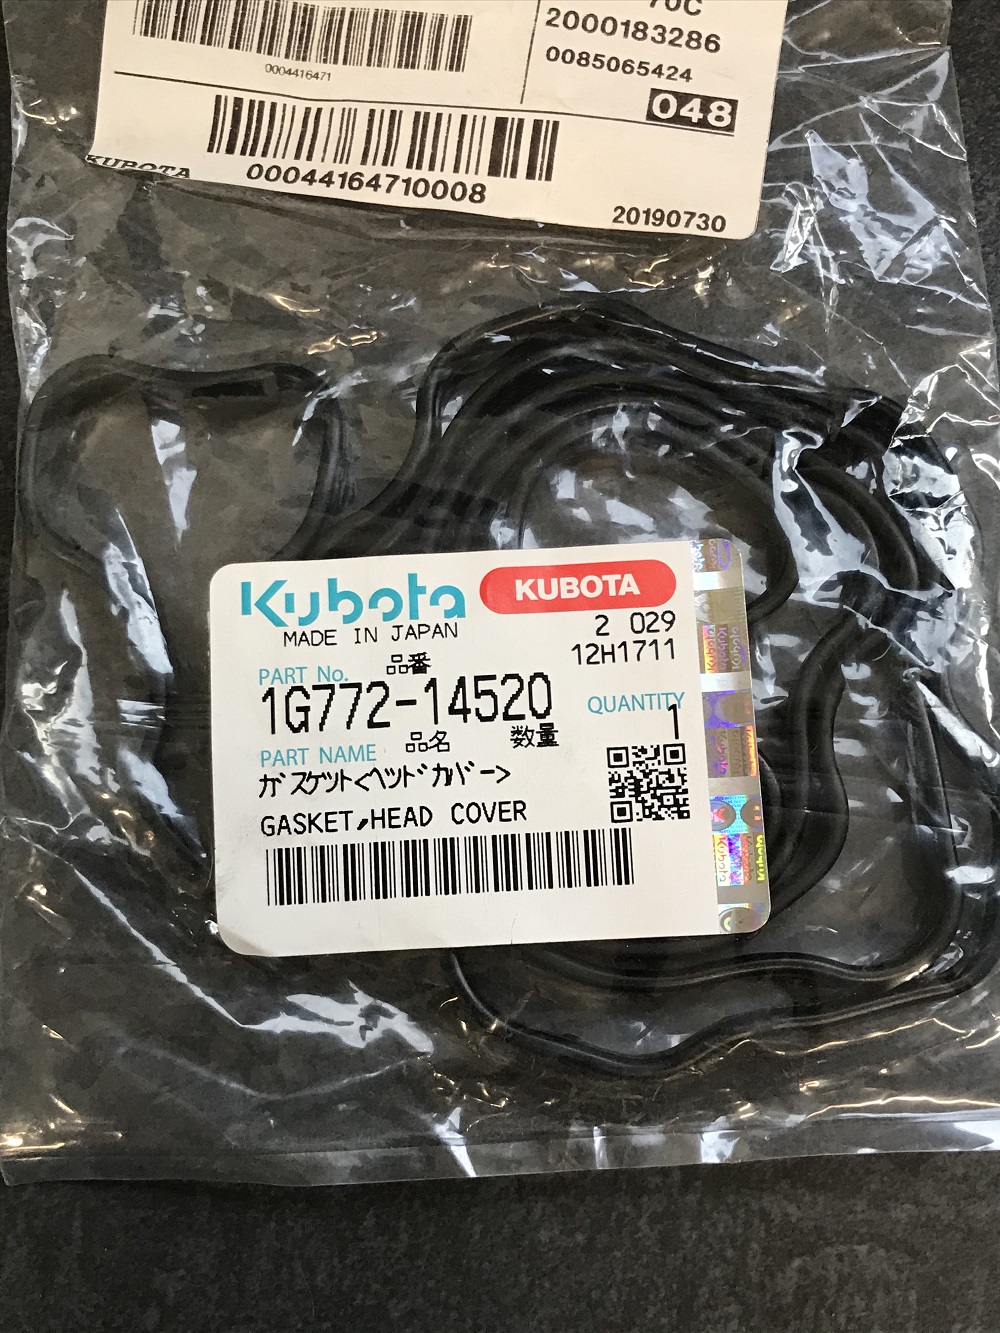 70C
2000183286
0004416471
0085065424
048
KUBOTA
00044164710008
20190730
Kubota
KUBOTA
MADE IN JAPAN
2 029
12H1711
PART No. 品番
1G772-14520
QUANTITY
数量
1
PART NAME 品名
ガスケット<ヘッドカバー>
GASKET,HEAD COVER
Kubota